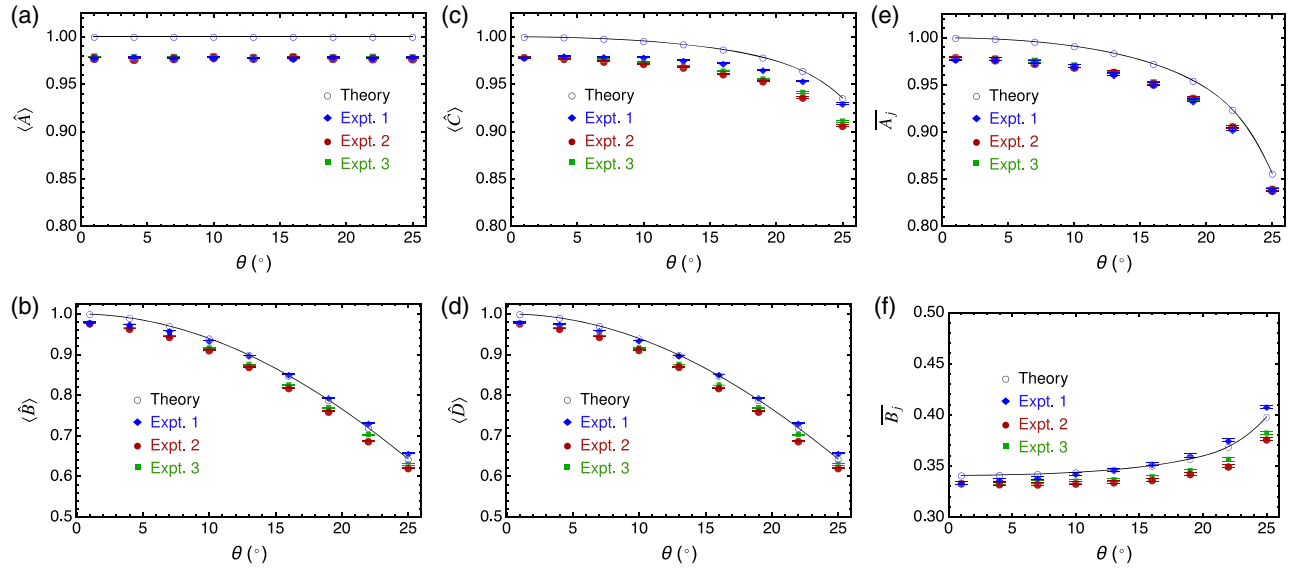 (a)
1.00
0.95
0.90
0.85
0.80
⟨Â⟩
Theory
Expt. 1
Expt. 2
Expt. 3
0 5 10 15 20 25
θ (°)
(c)
1.00
0.95
0.90
0.85
0.80
⟨Ĉ⟩
Theory
Expt. 1
Expt. 2
Expt. 3
0 5 10 15 20 25
θ (°)
(e)
1.00
0.95
0.90
0.85
0.80
A̅j
Theory
Expt. 1
Expt. 2
Expt. 3
0 5 10 15 20 25
θ (°)
(b)
1.0
0.9
0.8
0.7
0.6
0.5
⟨B̂⟩
Theory
Expt. 1
Expt. 2
Expt. 3
0 5 10 15 20 25
θ (°)
(d)
1.0
0.9
0.8
0.7
0.6
0.5
⟨D̂⟩
Theory
Expt. 1
Expt. 2
Expt. 3
0 5 10 15 20 25
θ (°)
(f)
0.50
0.45
0.40
0.35
0.30
B̅j
Theory
Expt. 1
Expt. 2
Expt. 3
0 5 10 15 20 25
θ (°)